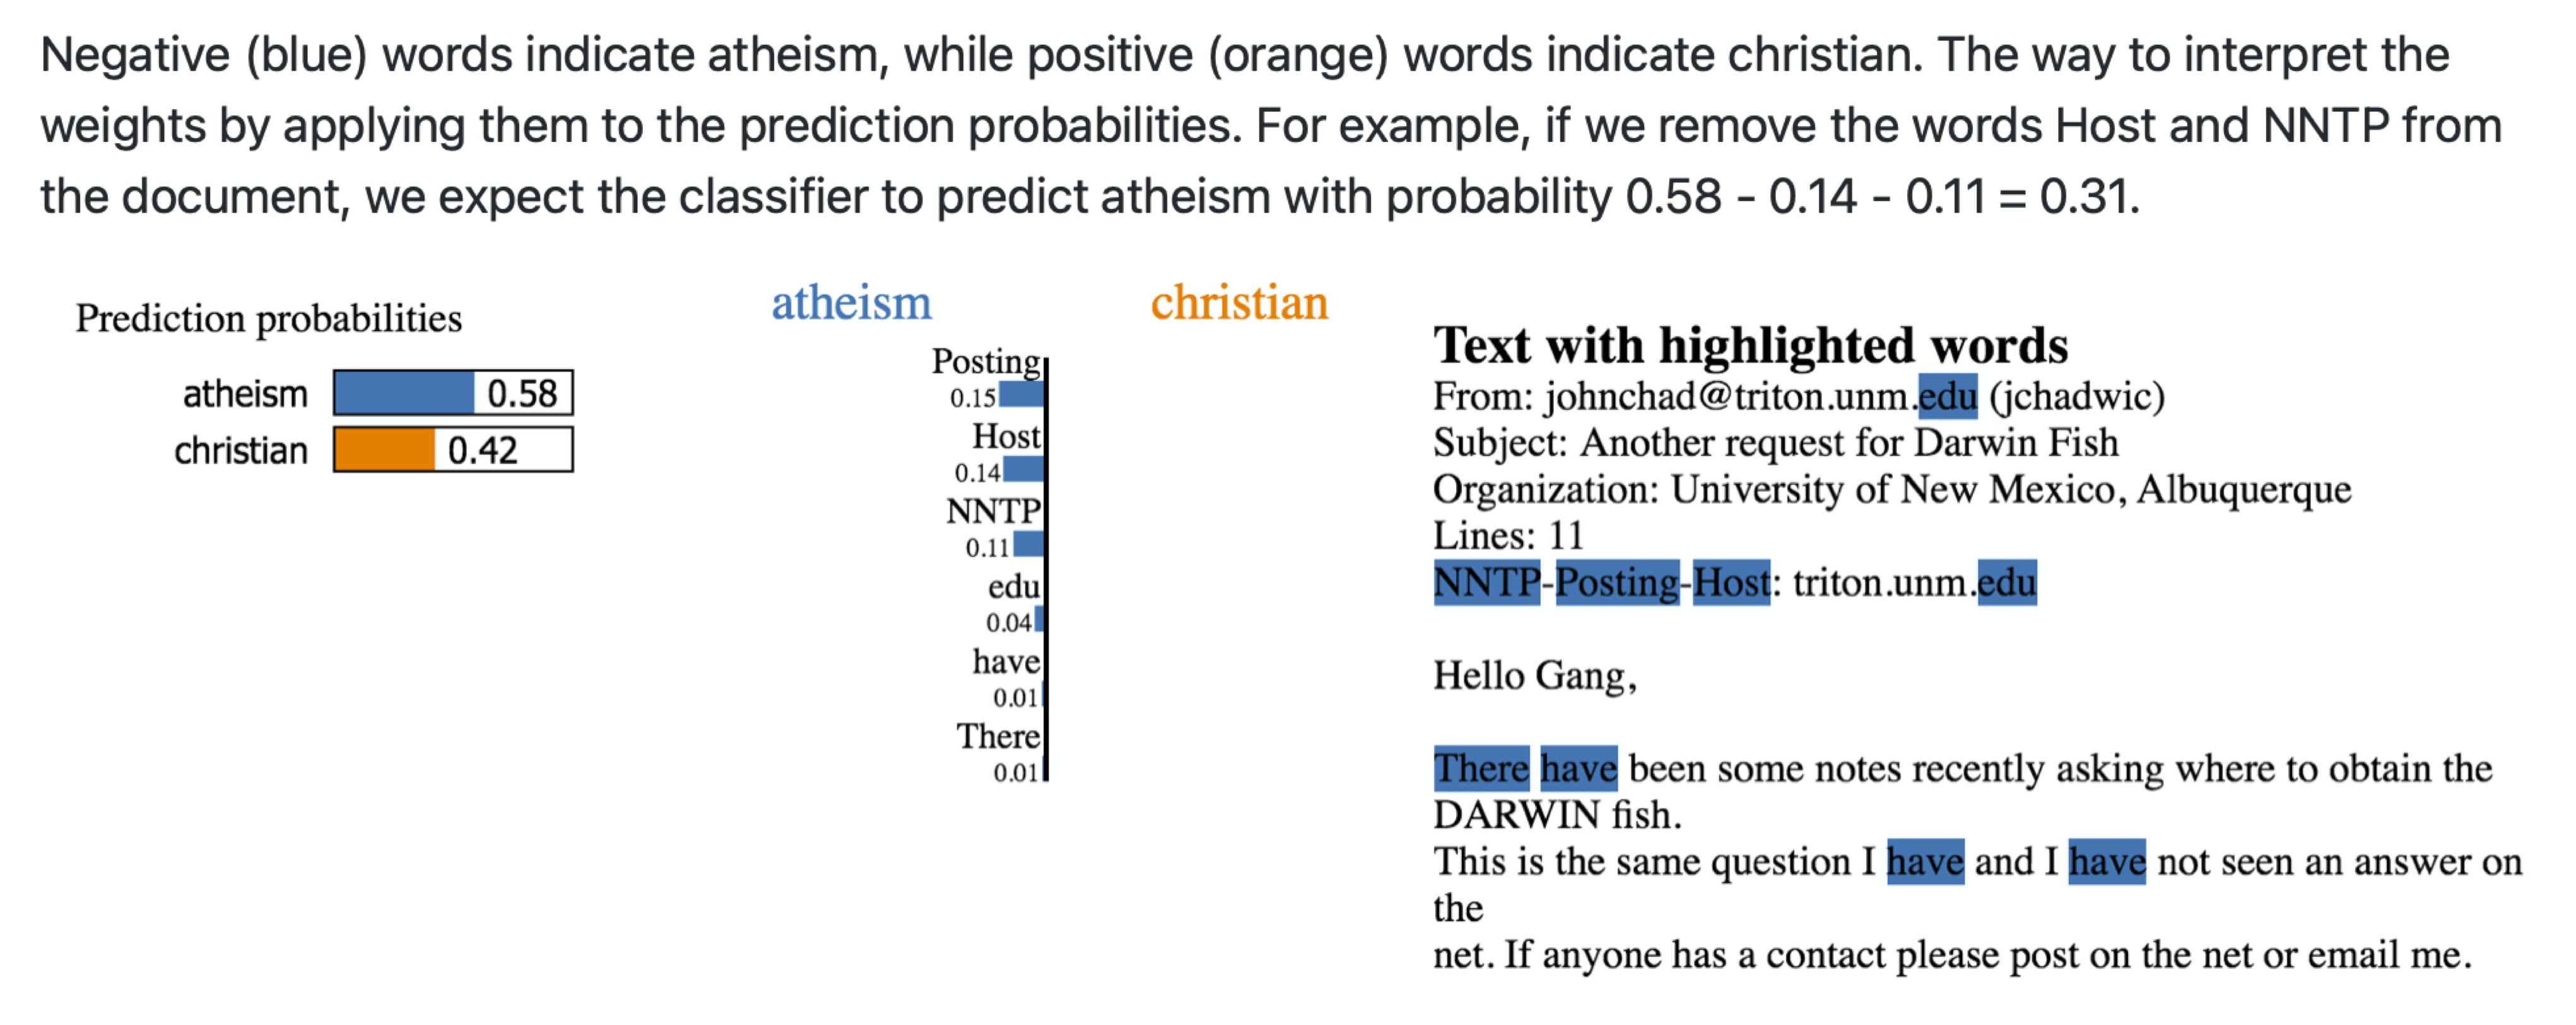 Negative (blue) words indicate atheism, while positive (orange) words indicate christian. The way to interpret the
weights by applying them to the prediction probabilities. For example, if we remove the words Host and NNTP from
the document, we expect the classifier to predict atheism with probability 0.58 - 0.14 - 0.11 = 0.31.
Prediction probabilities
atheism 0.58
christian 0.42
atheism christian
Posting
0.15
Host
0.14
NNTP
0.11
edu
0.04
have
0.01
There
0.01
Text with highlighted words
From: johnchad@triton.unm.edu (jchadwic)
Subject: Another request for Darwin Fish
Organization: University of New Mexico, Albuquerque
Lines: 11
NNTP-Posting-Host: triton.unm.edu
Hello Gang,
There have been some notes recently asking where to obtain the
DARWIN fish.
This is the same question I have and I have not seen an answer on
the
net. If anyone has a contact please post on the net or email me.